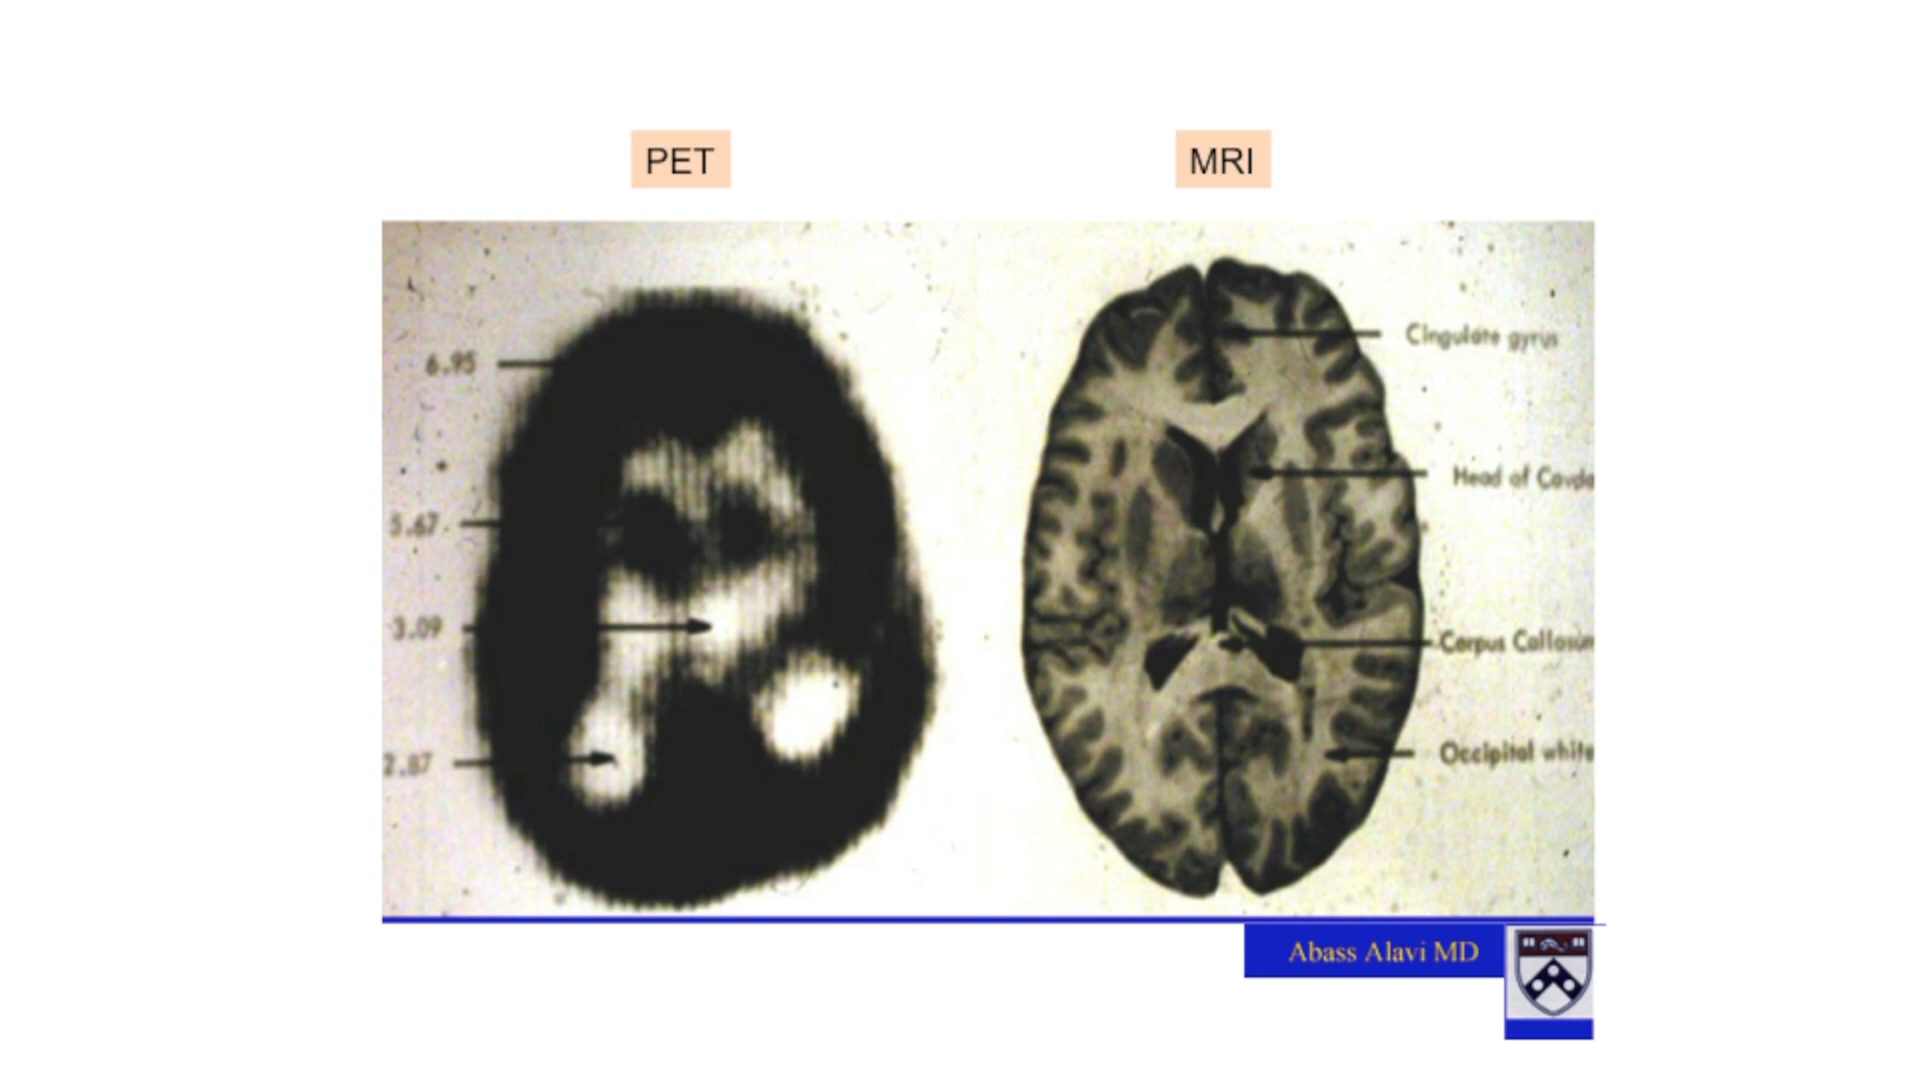 PET
MRI
6.95
5.67
3.09
2.87
Cingulate gyrus
Head of Cauda
Corpus Callosum
Occipital white
Abass Alavi MD